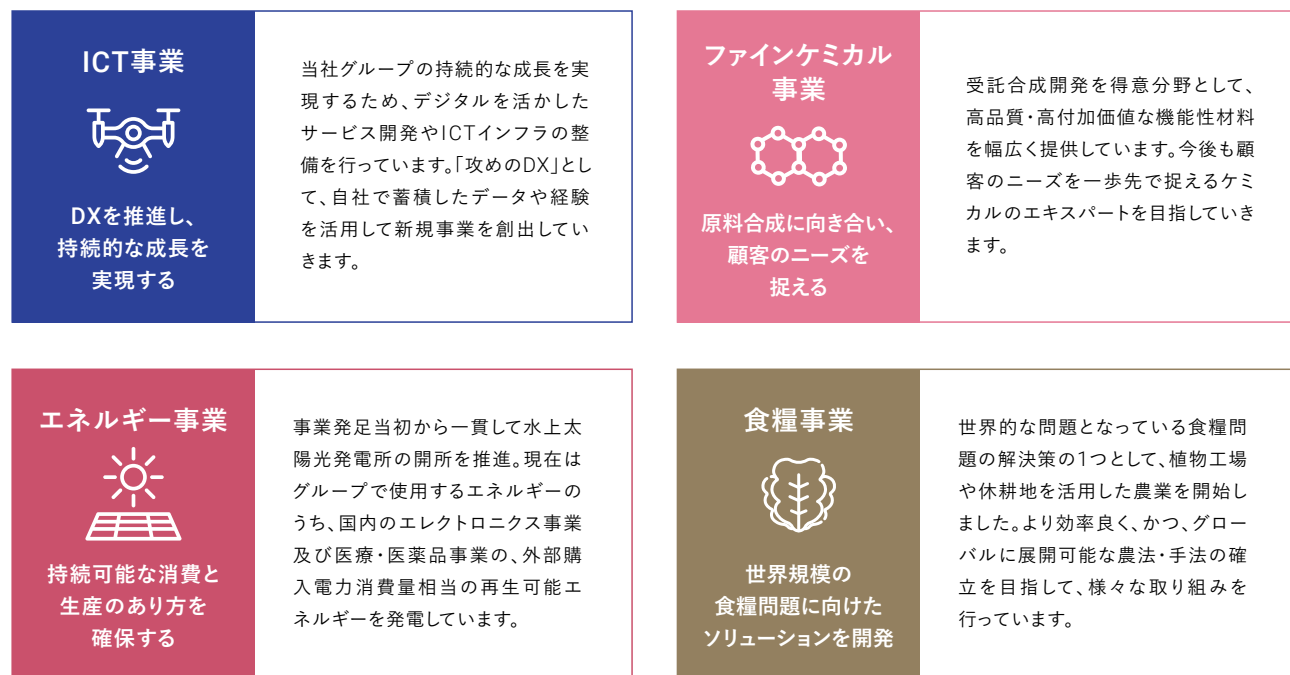 ICT事業
DXを推進し、
持続的な成長を
実現する
当社グループの持続的な成長を実
現するため、デジタルを活かした
サービス開発やICTインフラの整
備を行っています。「攻めのDX」とし
て、自社で蓄積したデータや経験
を活用して新規事業を創出してい
きます。
ファインケミカル
事業
原料合成に向き合い、
顧客のニーズを
捉える
受託合成開発を得意分野として、
高品質・高付加価値な機能性材料
を幅広く提供しています。今後も顧
客のニーズを一歩先で捉えるケミ
カルのエキスパートを目指していき
ます。
エネルギー事業
持続可能な消費と
生産のあり方を
確保する
事業発足当初から一貫して水上太
陽光発電所の開所を推進。現在は
グループで使用するエネルギーの
うち、国内のエレクトロニクス事業
及び医療・医薬品事業の、外部購
入電力消費量相当の再生可能エ
ネルギーを発電しています。
食糧事業
世界規模の
食糧問題に向けた
ソリューションを開発
世界的な問題となっている食糧問
題の解決策の1つとして、植物工場
や休耕地を活用した農業を開始し
ました。より効率良く、かつ、グロー
バルに展開可能な農法・手法の確
立を目指して、様々な取り組みを
行っています。